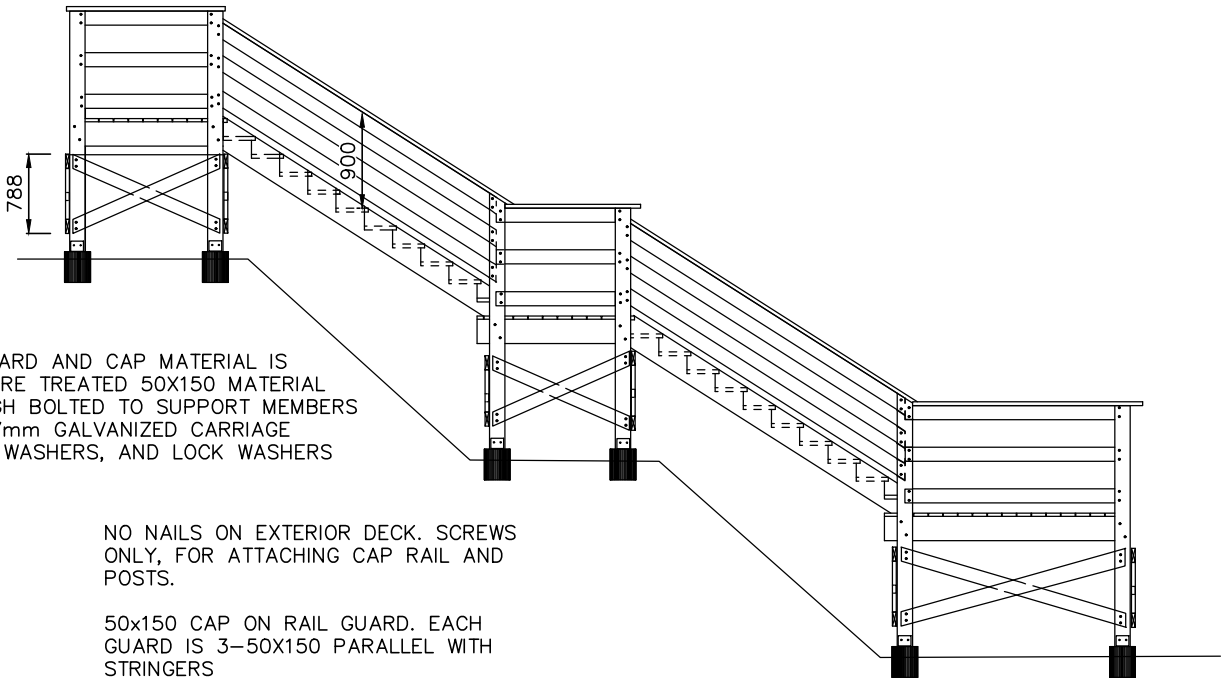 788
900
ARD AND CAP MATERIAL IS
RE TREATED 50X150 MATERIAL
H BOLTED TO SUPPORT MEMBERS
mm GALVANIZED CARRIAGE
WASHERS, AND LOCK WASHERS
NO NAILS ON EXTERIOR DECK. SCREWS
ONLY, FOR ATTACHING CAP RAIL AND
POSTS.
50x150 CAP ON RAIL GUARD. EACH
GUARD IS 3-50X150 PARALLEL WITH
STRINGERS